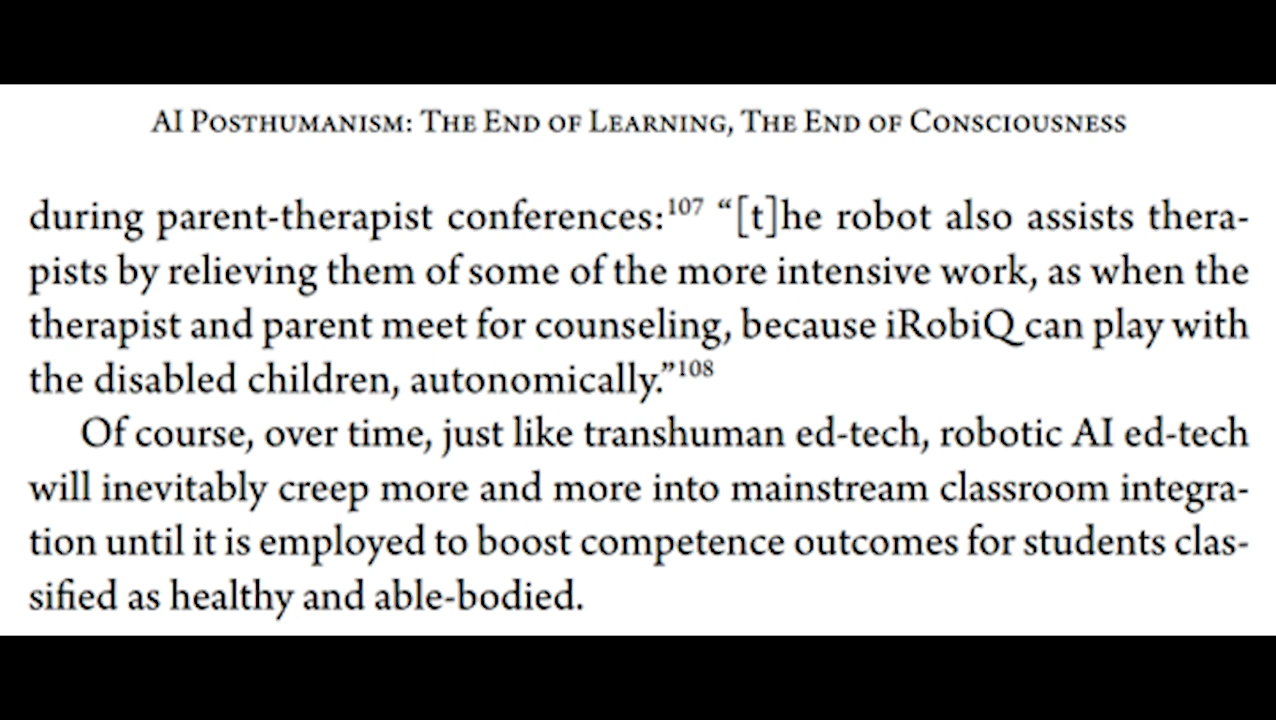 AI Posthumanism: The End of Learning, The End of Consciousness
during parent-therapist conferences:107 “[t]he robot also assists thera-
pists by relieving them of some of the more intensive work, as when the
therapist and parent meet for counseling, because iRobiQ can play with
the disabled children, autonomically.”108
Of course, over time, just like transhuman ed-tech, robotic AI ed-tech
will inevitably creep more and more into mainstream classroom integra-
tion until it is employed to boost competence outcomes for students clas-
sified as healthy and able-bodied.